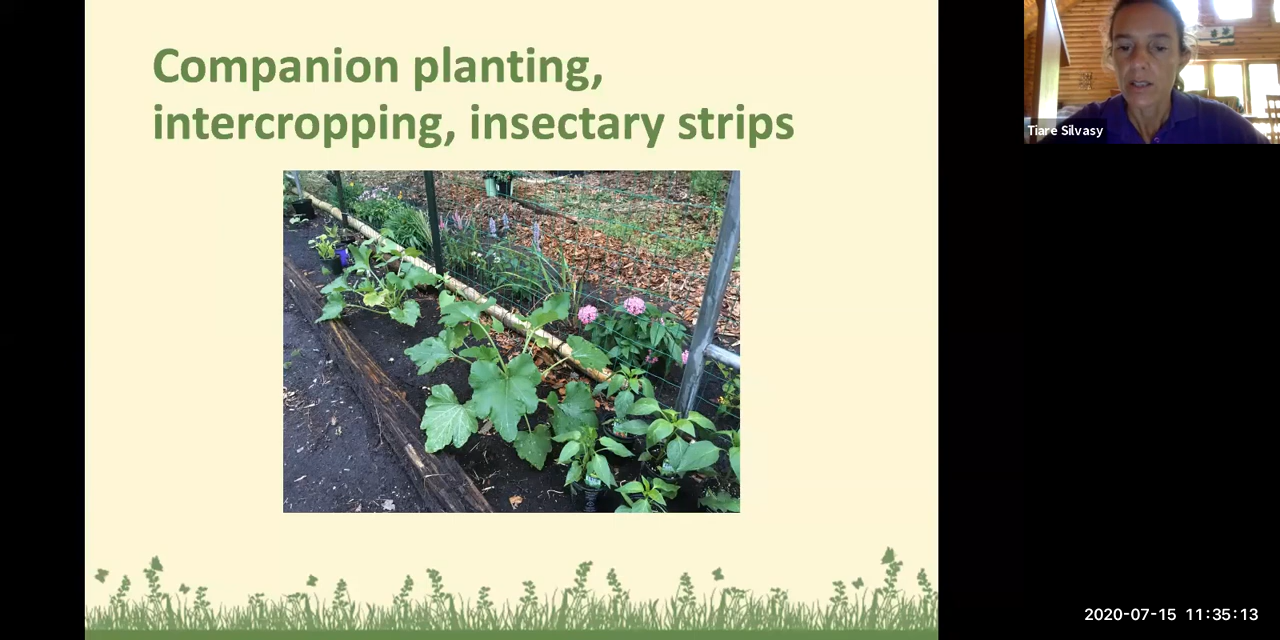 Companion planting,
intercropping, insectary strips
Tiare Silvasy
2020-07-15 11:35:13